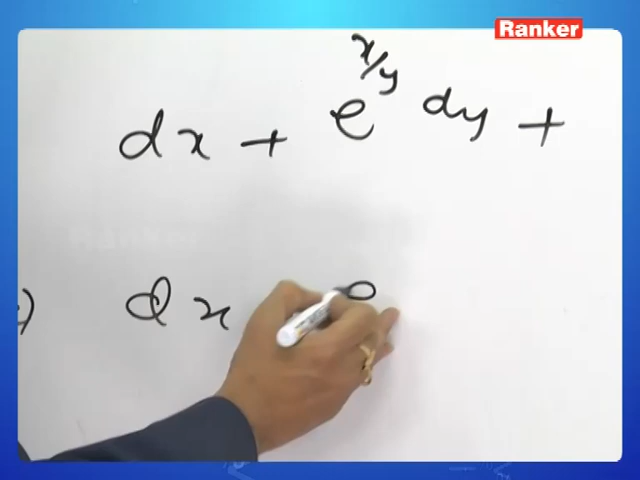 Ranker
dx + e^{x/y} dy +
) dx